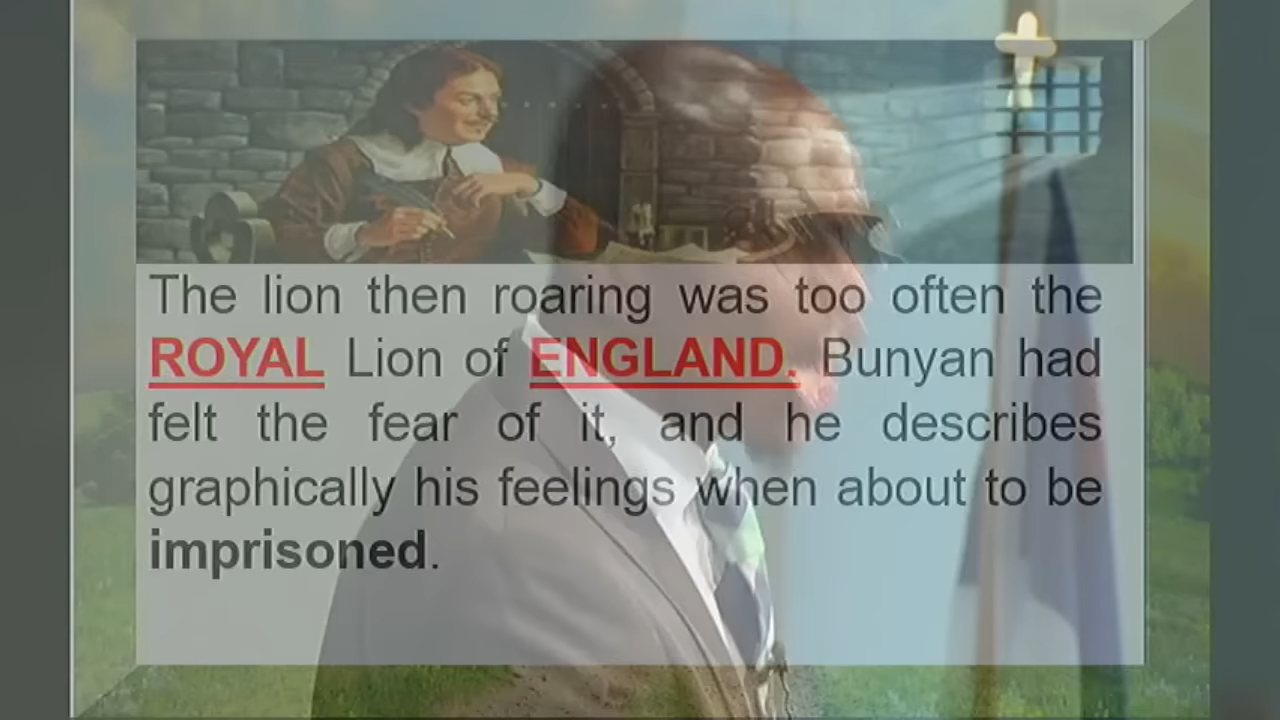 The lion then roaring was too often the
ROYAL Lion of ENGLAND. Bunyan had
felt the fear of it, and he describes
graphically his feelings when about to be
imprisoned.